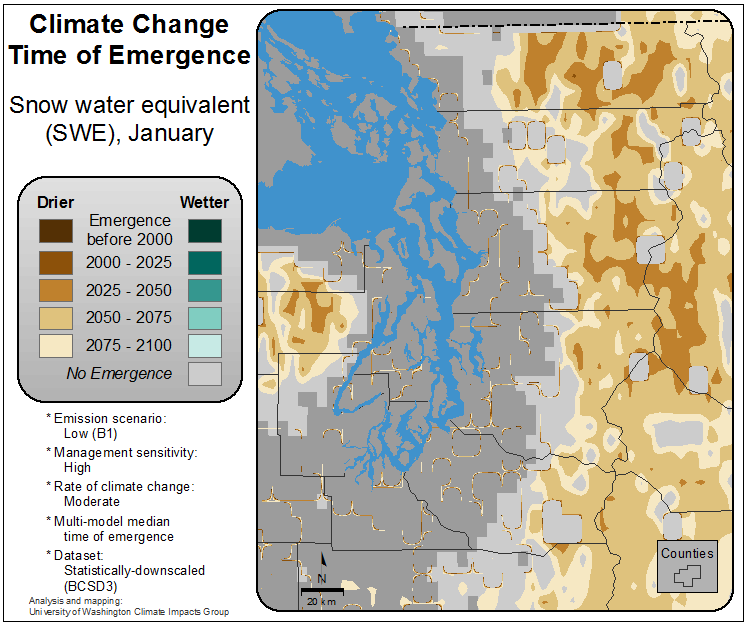 Climate Change
Time of Emergence
Snow water equivalent
(SWE), January
Drier
Wetter
Emergence
before 2000
2000 - 2025
2025 - 2050
2050 - 2075
2075 - 2100
No Emergence
* Emission scenario:
Low (B1)
* Management sensitivity:
High
* Rate of climate change:
Moderate
* Multi-model median
time of emergence
* Dataset:
Statistically-downscaled
(BCSD3)
Analysis and mapping:
University of Washington Climate Impacts Group
N
20 km
Counties